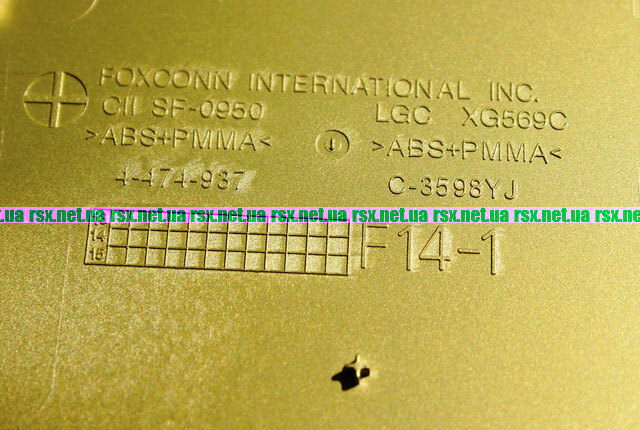 FOXCONN INTERNATIONAL INC.
CII SF-0950 LGC XG569C
>ABS+PMMA< >ABS+PMMA<
4-474-937 C-3598YJ
rsx.net.ua rsx.net.ua rsx.net.ua rsx.net.ua rsx.net.ua rsx.net.ua rsx.net.ua rsx
14
15
F14-1